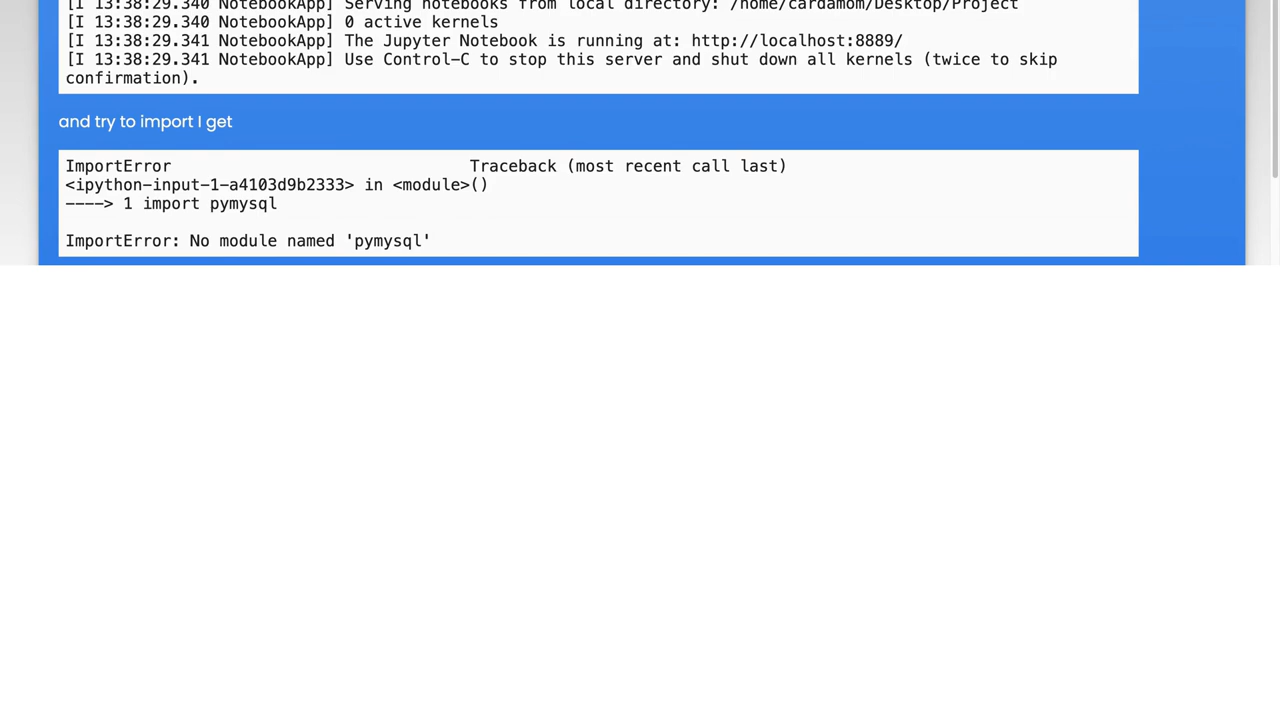 [I 13:38:29.340 NotebookApp] Serving notebooks from local directory: /home/cardamom/Desktop/Project
[I 13:38:29.340 NotebookApp] 0 active kernels
[I 13:38:29.341 NotebookApp] The Jupyter Notebook is running at: http://localhost:8889/
[I 13:38:29.341 NotebookApp] Use Control-C to stop this server and shut down all kernels (twice to skip
confirmation).
and try to import I get
ImportError                               Traceback (most recent call last)
<ipython-input-1-a4103d9b2333> in <module>()
----> 1 import pymysql
ImportError: No module named 'pymysql'